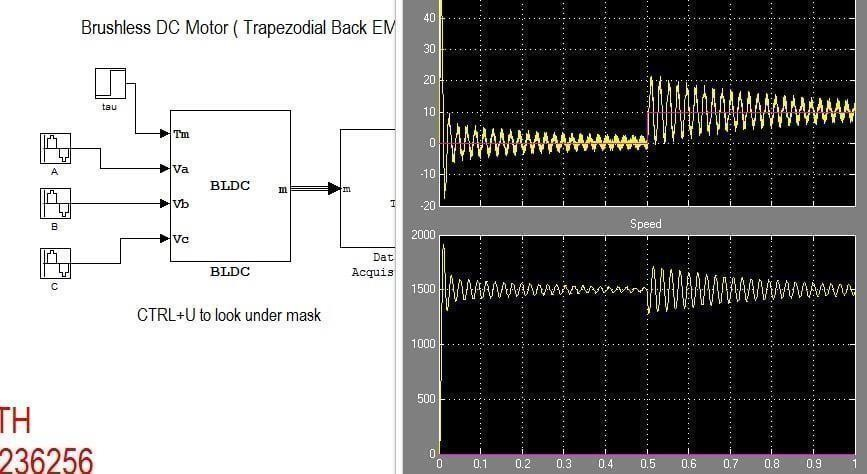 Brushless DC Motor ( Trapezodial Back EM
tau
Tm
A
Va
BLDC
m
m
B
Vb
T
C
Vc
Dat
BLDC
Acquis
CTRL+U to look under mask
TH
236256
40
30
20
10
0
-10
-20
Speed
2000
1500
1000
500
0
0 0.1 0.2 0.3 0.4 0.5 0.6 0.7 0.8 0.9 1